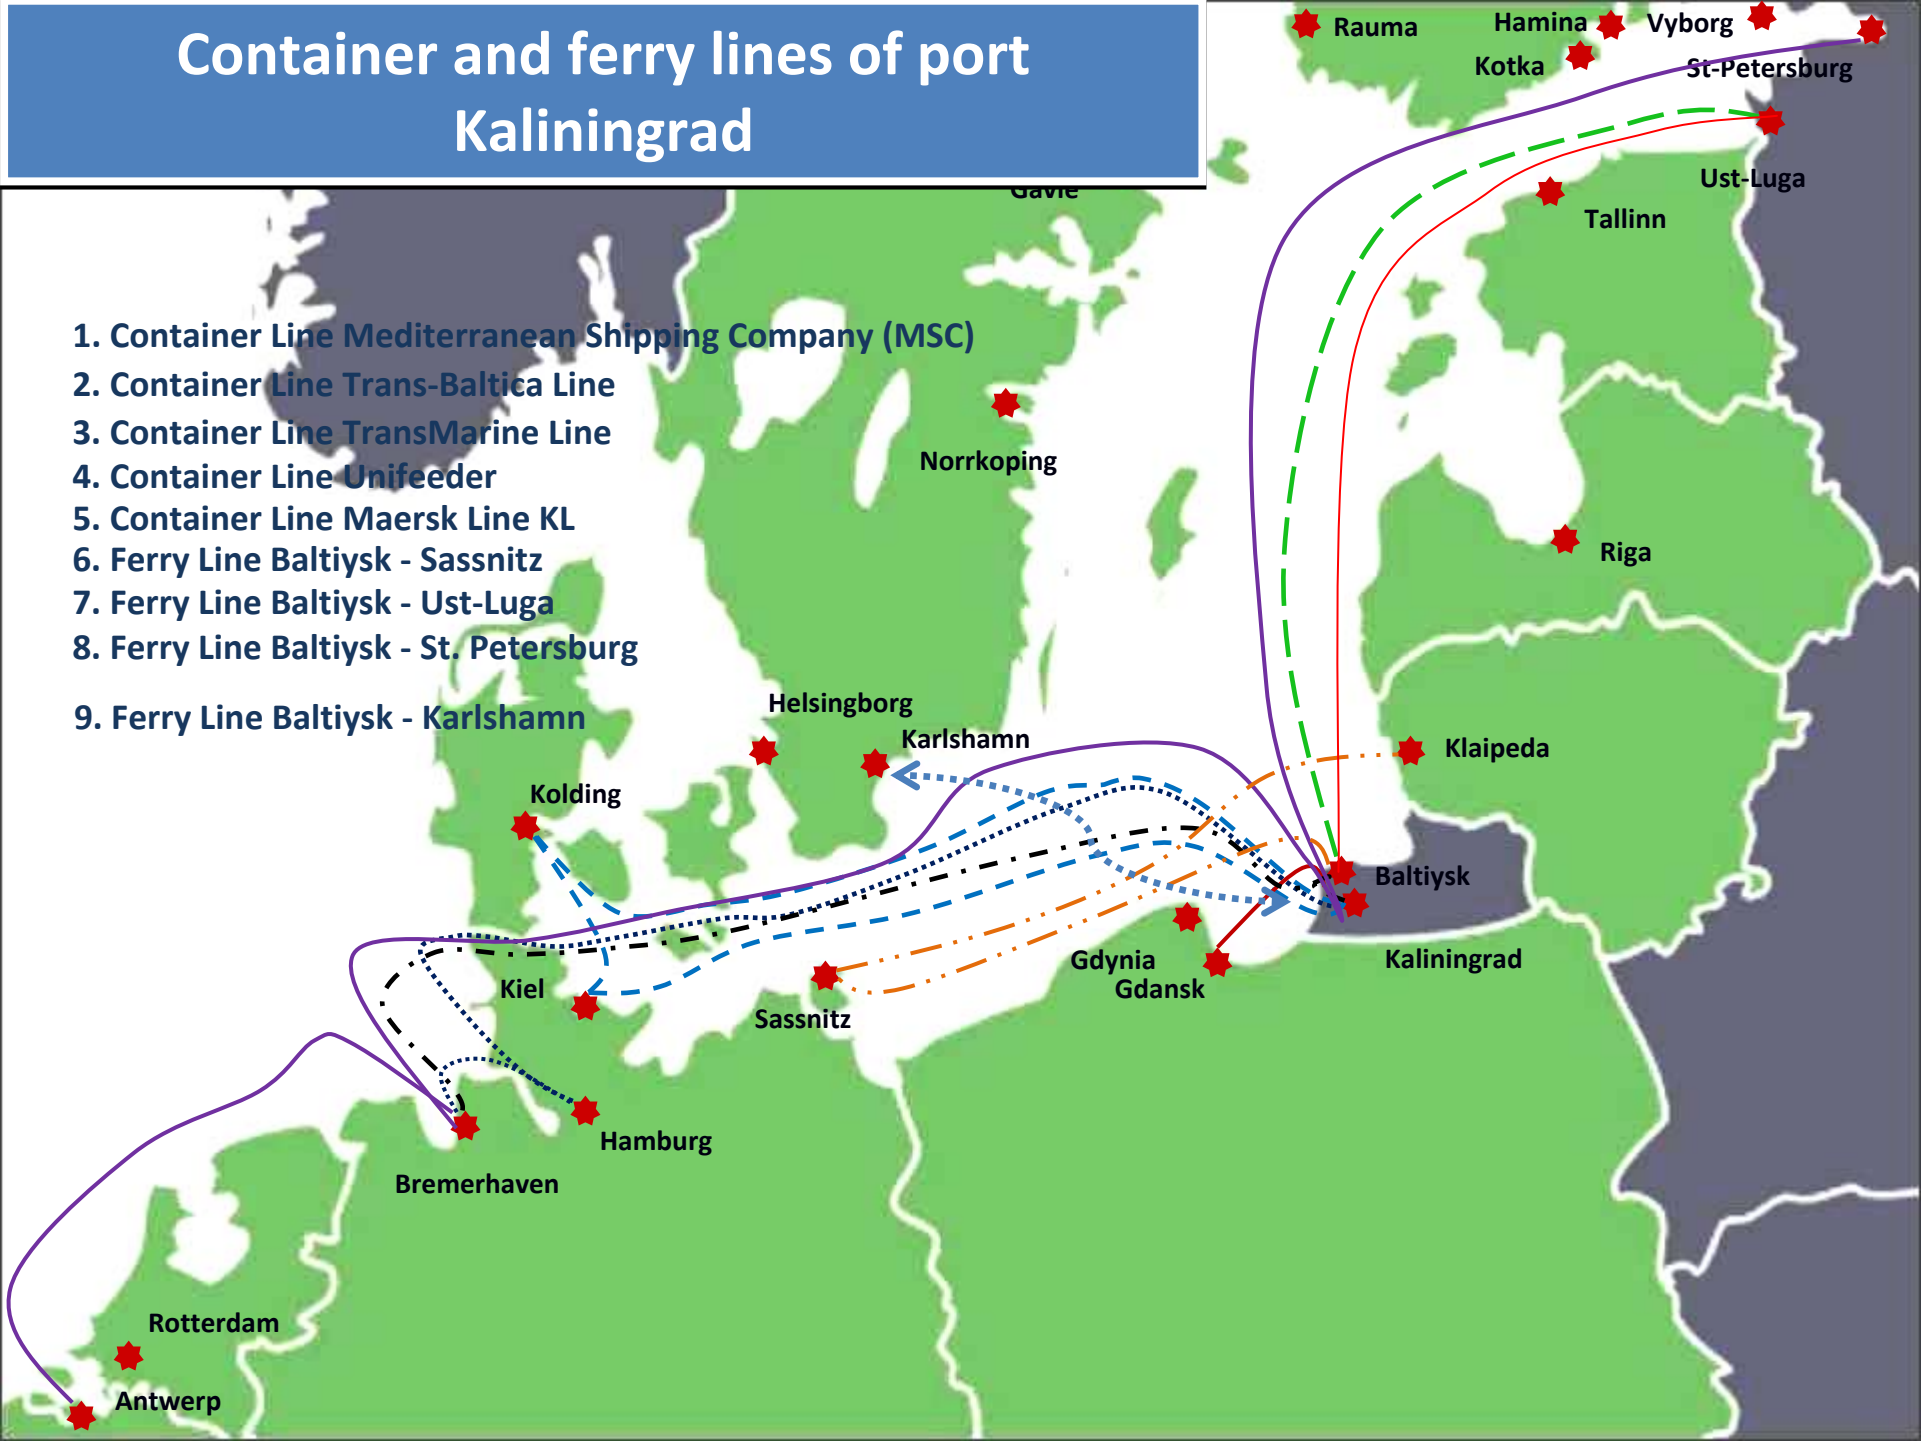 Container and ferry lines of port
Kaliningrad
Rauma
Hamina
Vyborg
Kotka
St-Petersburg
Ust-Luga
Gavle
Tallinn
1. Container Line Mediterranean Shipping Company (MSC)
2. Container Line Trans-Baltica Line
3. Container Line TransMarine Line
4. Container Line Unifeeder
5. Container Line Maersk Line KL
6. Ferry Line Baltiysk - Sassnitz
7. Ferry Line Baltiysk - Ust-Luga
8. Ferry Line Baltiysk - St. Petersburg
9. Ferry Line Baltiysk - Karlshamn
Norrkoping
Riga
Helsingborg
Karlshamn
Klaipeda
Kolding
Baltiysk
Gdynia
Kaliningrad
Kiel
Gdansk
Sassnitz
Hamburg
Bremerhaven
Rotterdam
Antwerp